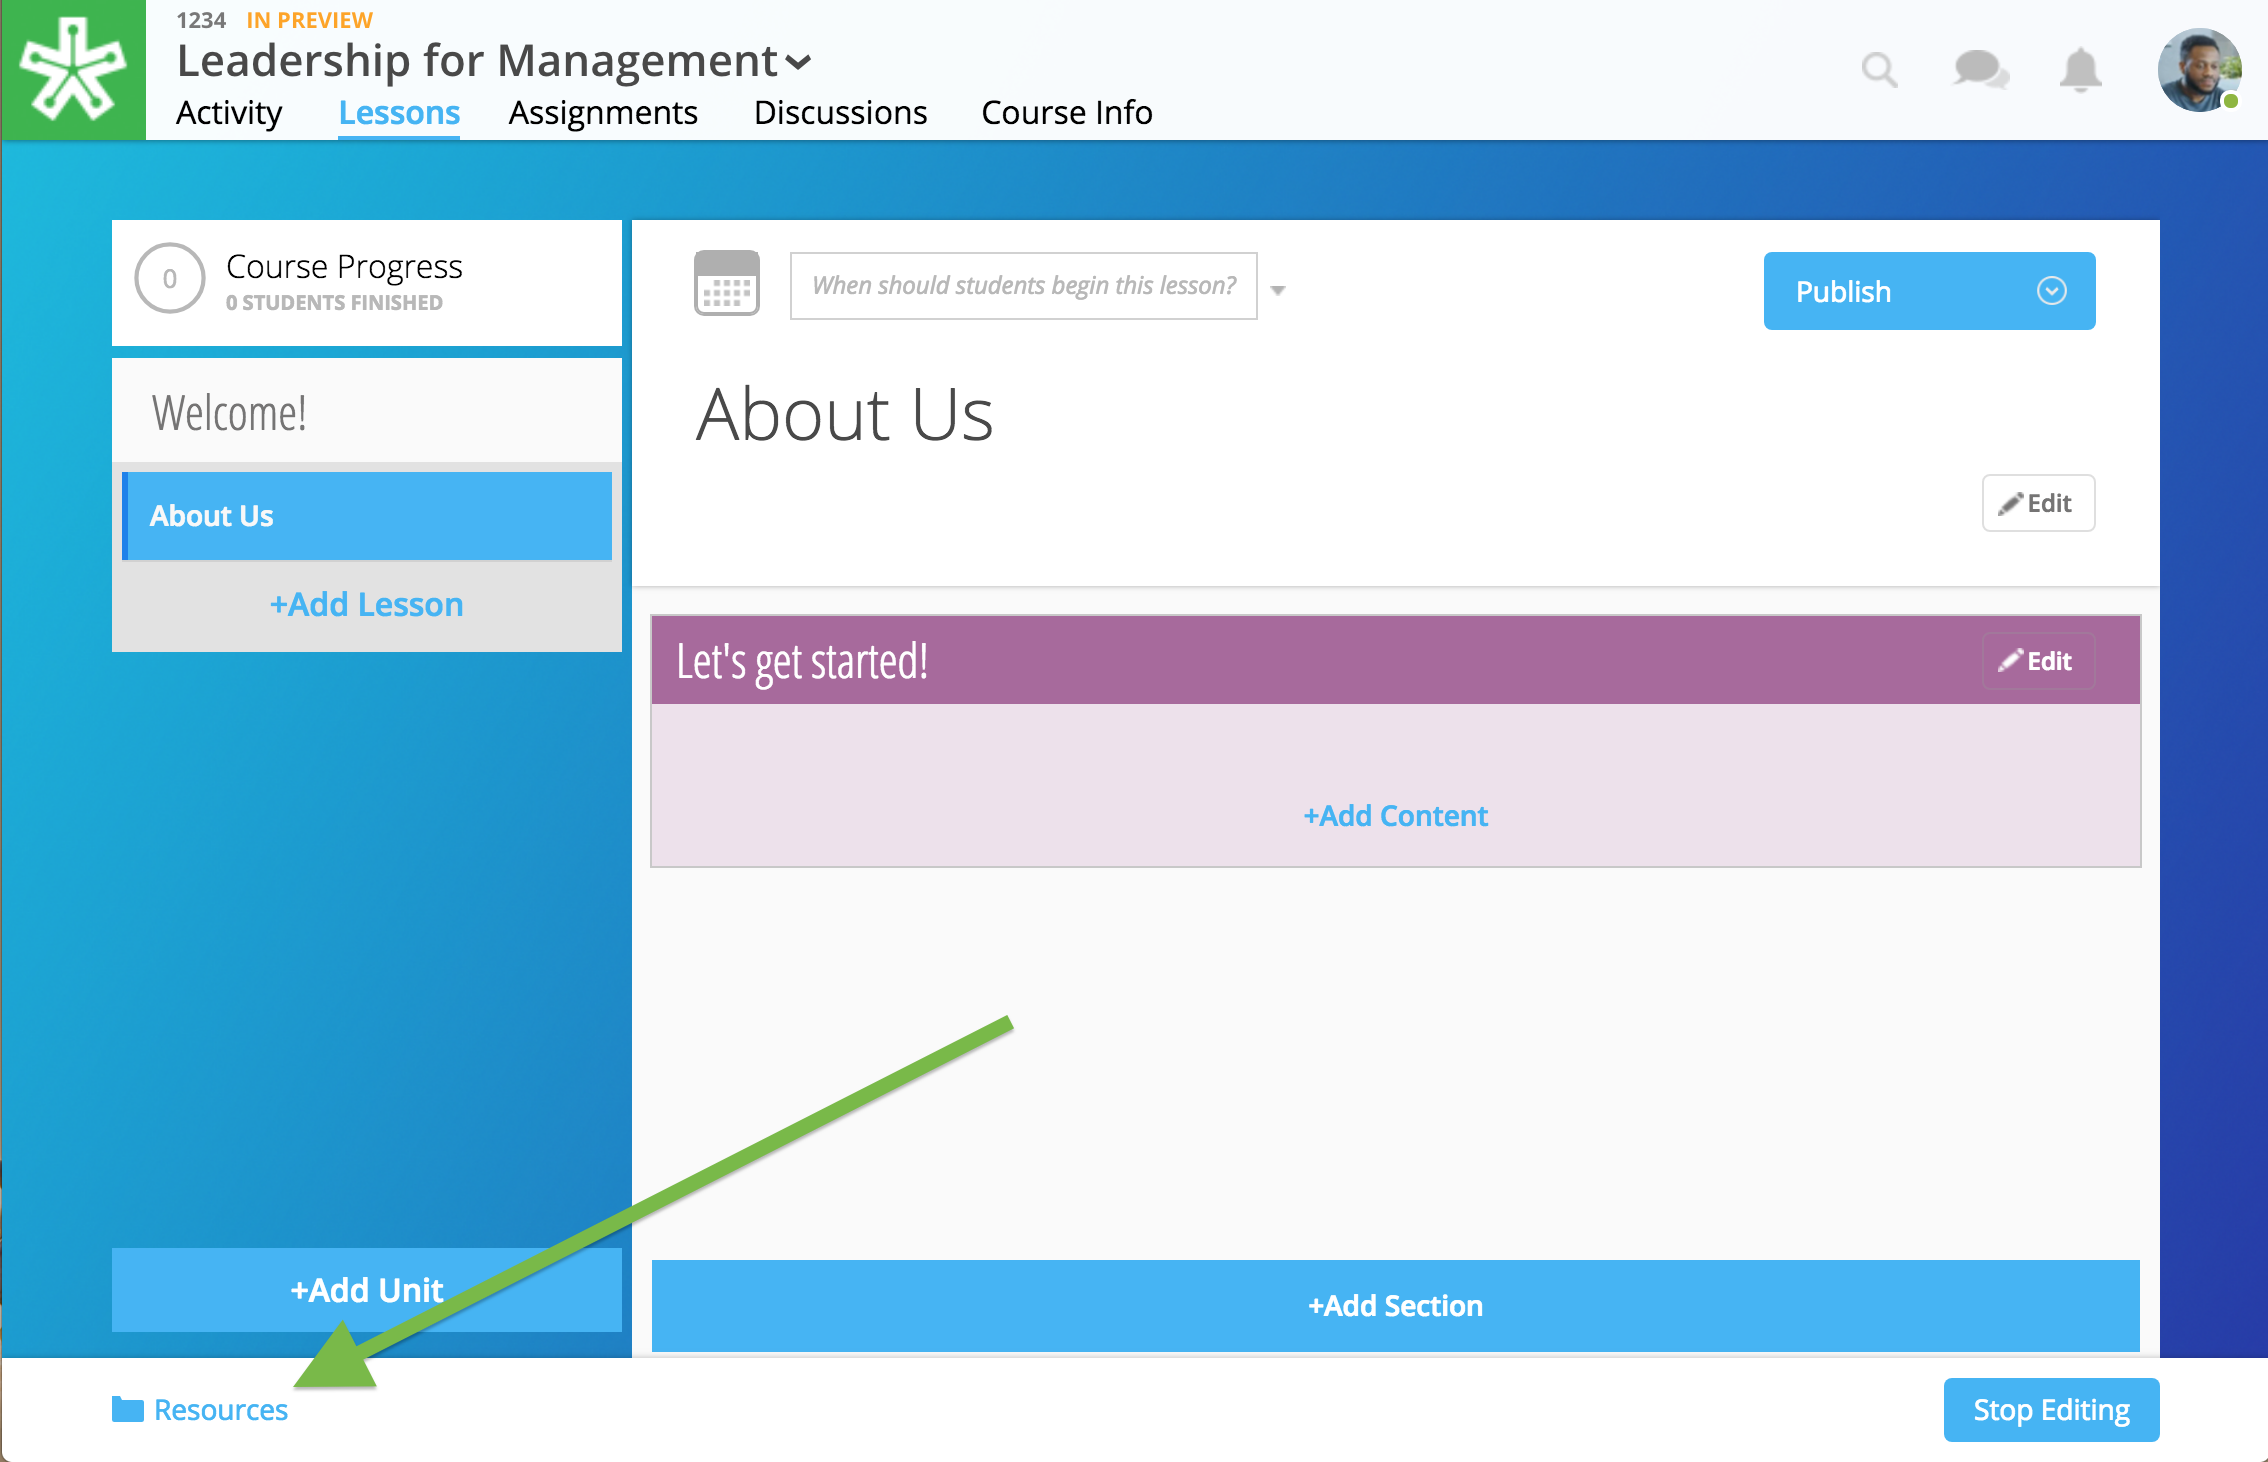 1234 IN PREVIEW
Leadership for Management
Activity Lessons Assignments Discussions Course Info
0
Course Progress
0 STUDENTS FINISHED
Welcome!
About Us
+Add Lesson
+Add Unit
When should students begin this lesson?
Publish
About Us
Edit
Let's get started!
Edit
+Add Content
+Add Section
Resources
Stop Editing